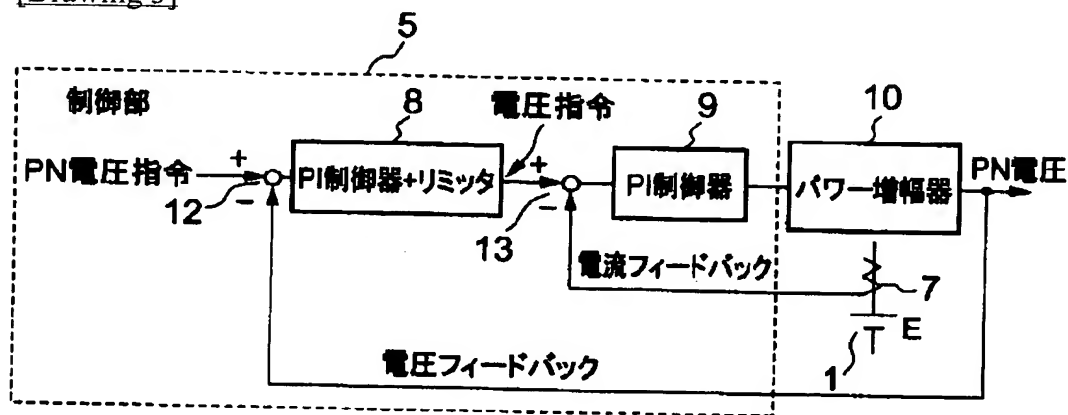 [Drawing 3]
5
制御部
8
電圧指令
9
10
PN電圧指令
+
−
12
PI制御器+リミッタ
+
−
13
PI制御器
パワー増幅器
PN電圧
電流フィードバック
7
E
1
電圧フィードバック